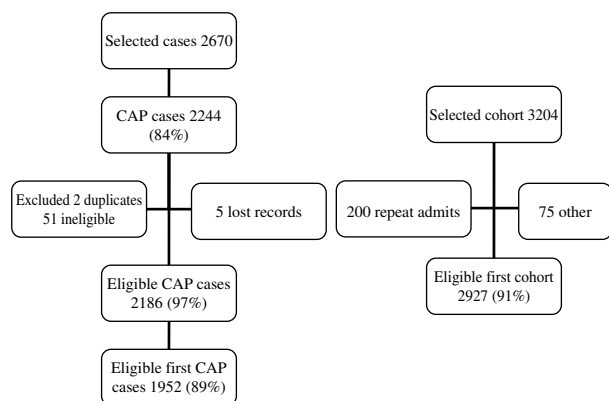 Selected cases 2670
CAP cases 2244
(84%)
Excluded 2 duplicates
51 ineligible
5 lost records
Eligible CAP cases
2186 (97%)
Eligible first CAP
cases 1952 (89%)
Selected cohort 3204
200 repeat admits
75 other
Eligible first cohort
2927 (91%)